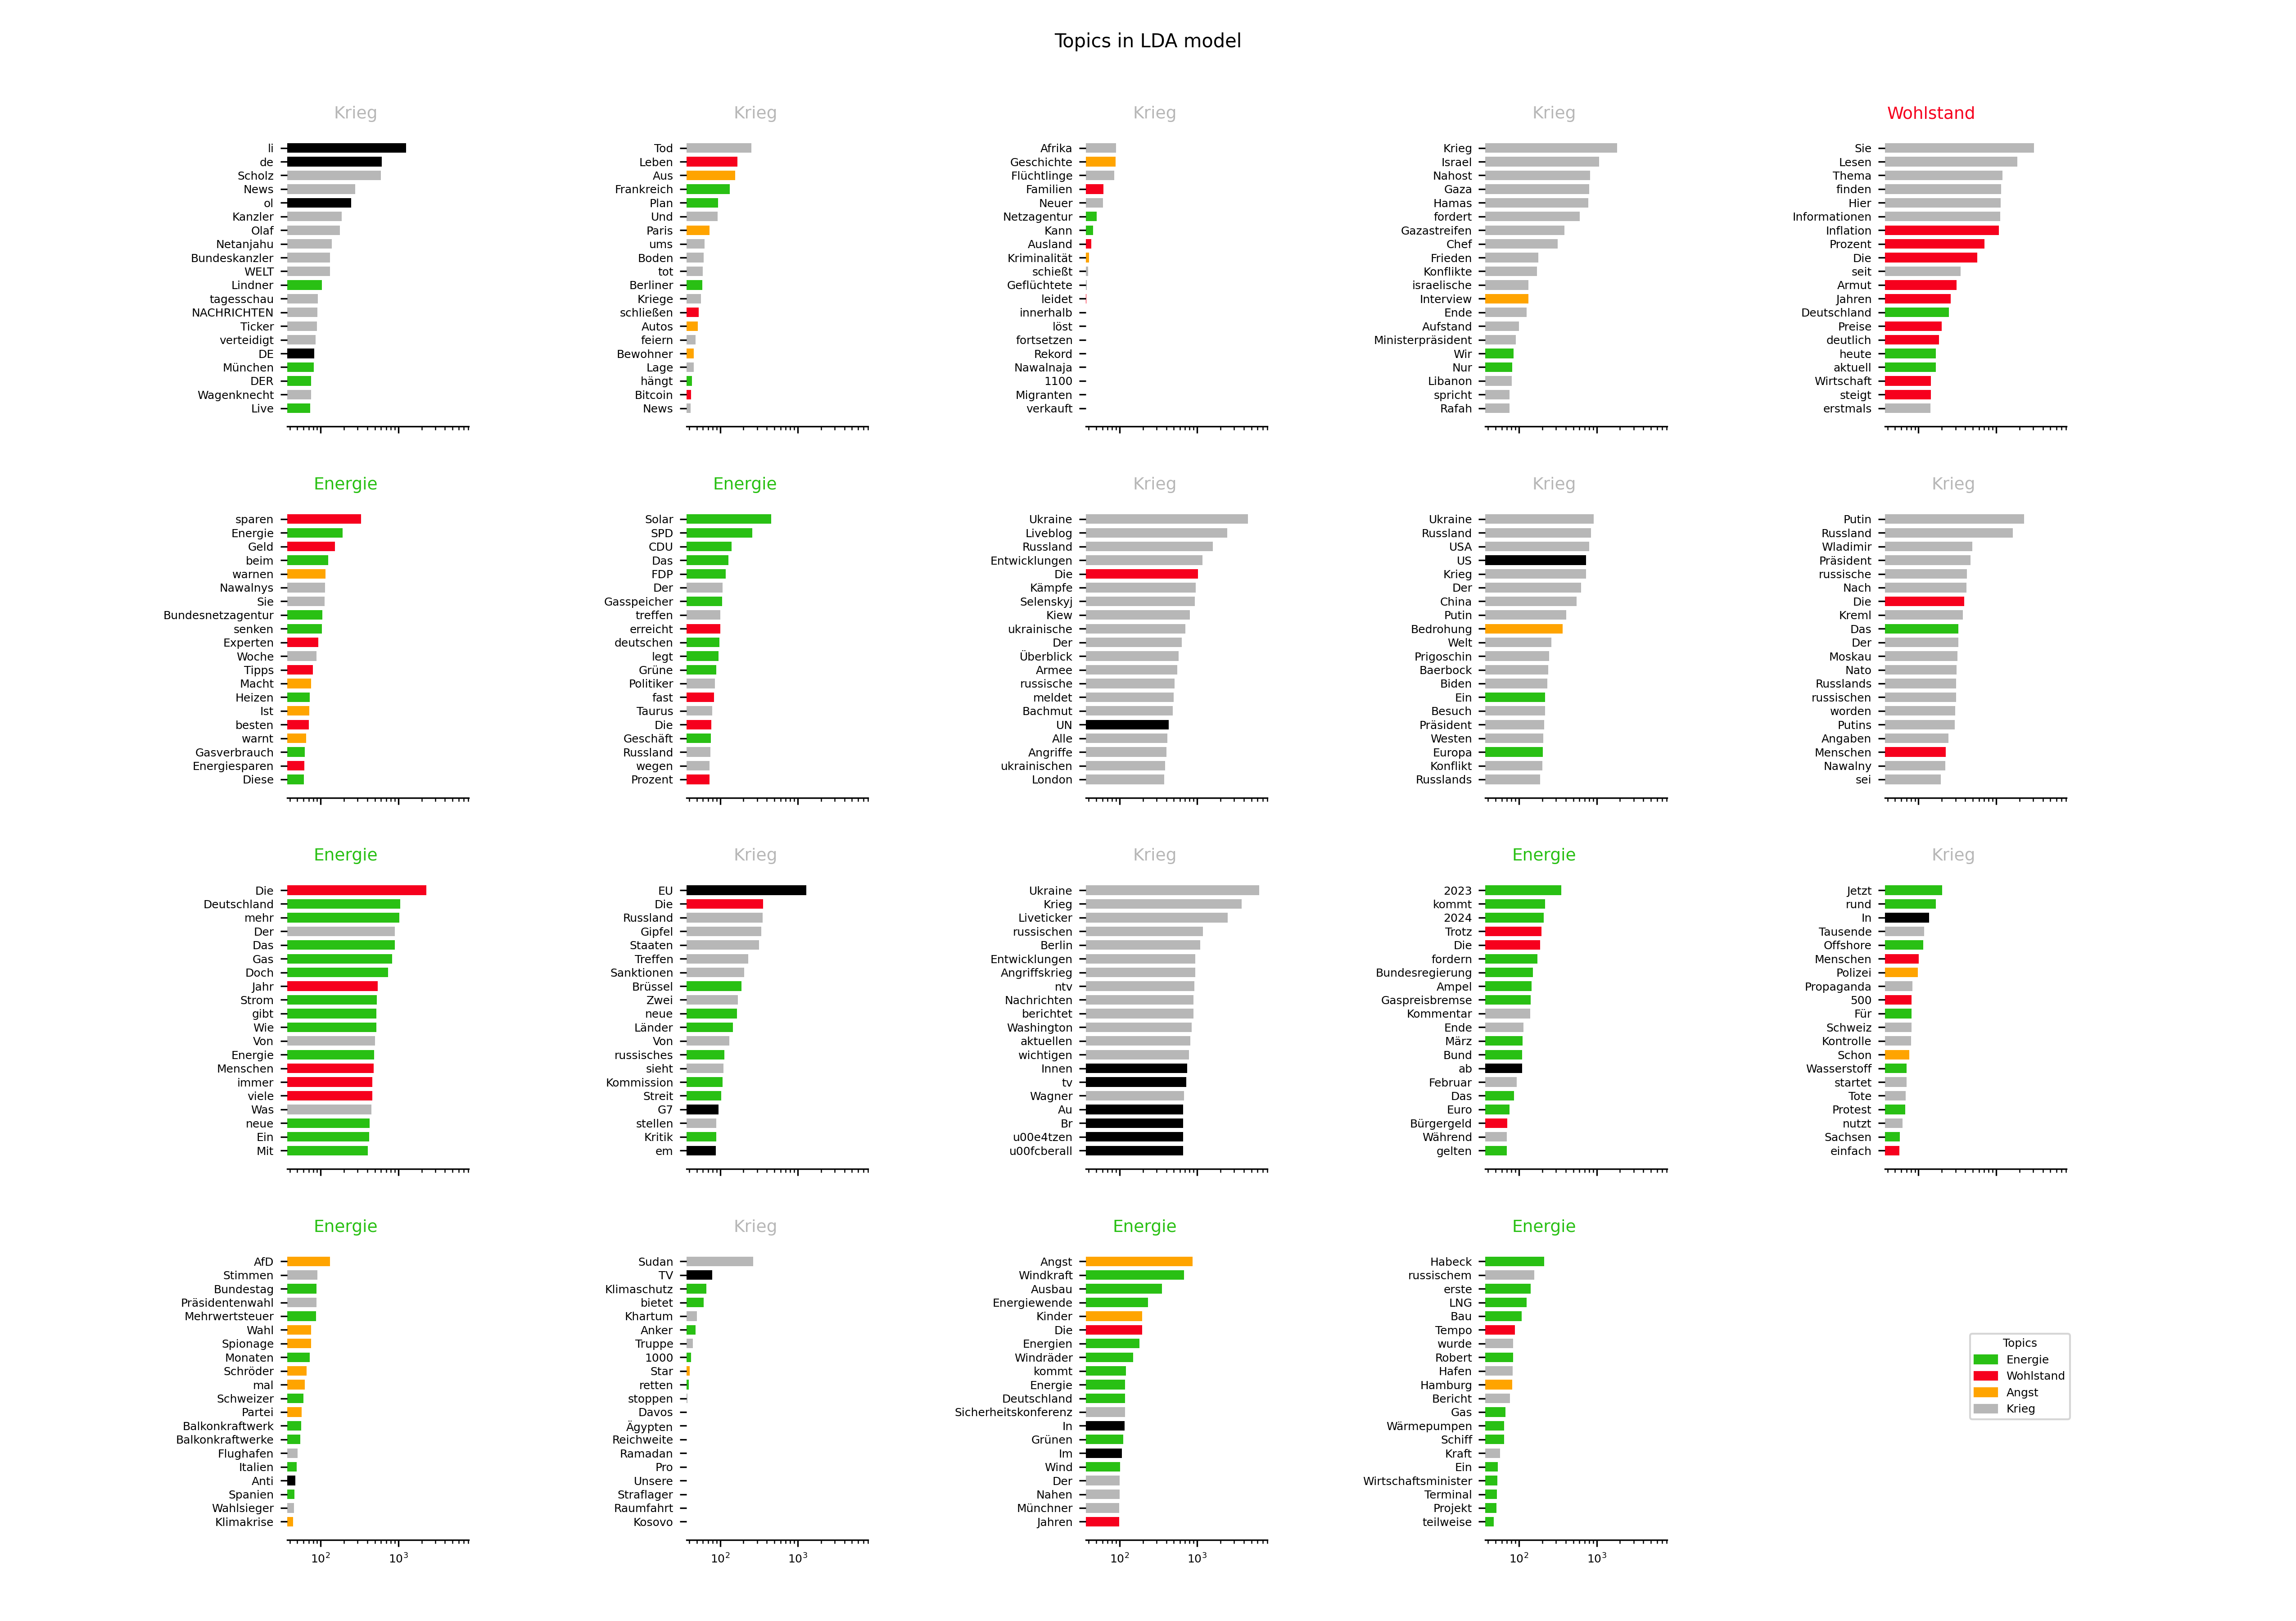 Topics in LDA model
Krieg
li
de
Scholz
News
ol
Kanzler
Olaf
Netanjahu
Bundeskanzler
WELT
Lindner
tagesschau
NACHRICHTEN
Ticker
verteidigt
DE
München
DER
Wagenknecht
Live
Krieg
Tod
Leben
Aus
Frankreich
Plan
Und
Paris
ums
Boden
tot
Berliner
Kriege
schließen
Autos
feiern
Bewohner
Lage
hängt
Bitcoin
News
Krieg
Afrika
Geschichte
Flüchtlinge
Familien
Neuer
Netzagentur
Kann
Ausland
Kriminalität
schießt
Geflüchtete
leidet
innerhalb
löst
fortsetzen
Rekord
Nawalnaja
1100
Migranten
verkauft
Krieg
Krieg
Israel
Nahost
Gaza
Hamas
fordert
Gazastreifen
Chef
Frieden
Konflikte
israelische
Interview
Ende
Aufstand
Ministerpräsident
Wir
Nur
Libanon
spricht
Rafah
Wohlstand
Sie
Lesen
Thema
finden
Hier
Informationen
Inflation
Prozent
Die
seit
Armut
Jahren
Deutschland
Preise
deutlich
heute
aktuell
Wirtschaft
steigt
erstmals
Energie
sparen
Energie
Geld
beim
warnen
Nawalnys
Sie
Bundesnetzagentur
senken
Experten
Woche
Tipps
Macht
Heizen
Ist
besten
warnt
Gasverbrauch
Energiesparen
Diese
Energie
Solar
SPD
CDU
Das
FDP
Der
Gasspeicher
treffen
erreicht
deutschen
legt
Grüne
Politiker
fast
Taurus
Die
Geschäft
Russland
wegen
Prozent
Krieg
Ukraine
Liveblog
Russland
Entwicklungen
Die
Kämpfe
Selenskyj
Kiew
ukrainische
Der
Überblick
Armee
russische
meldet
Bachmut
UN
Alle
Angriffe
ukrainischen
London
Krieg
Ukraine
Russland
USA
US
Krieg
Der
China
Putin
Bedrohung
Welt
Prigoschin
Baerbock
Biden
Ein
Besuch
Präsident
Westen
Europa
Konflikt
Russlands
Krieg
Putin
Russland
Wladimir
Präsident
russische
Nach
Die
Kreml
Das
Der
Moskau
Nato
Russlands
russischen
worden
Putins
Angaben
Menschen
Nawalny
sei
Energie
Die
Deutschland
mehr
Der
Das
Gas
Doch
Jahr
Strom
gibt
Wie
Von
Energie
Menschen
immer
viele
Was
neue
Ein
Mit
Krieg
EU
Die
Russland
Gipfel
Staaten
Treffen
Sanktionen
Brüssel
Zwei
neue
Länder
Von
russisches
sieht
Kommission
Streit
G7
stellen
Kritik
em
Krieg
Ukraine
Krieg
Liveticker
russischen
Berlin
Entwicklungen
Angriffskrieg
ntv
Nachrichten
berichtet
Washington
aktuellen
wichtigen
Innen
tv
Wagner
Au
Br
u00e4tzen
u00fcberall
Energie
2023
kommt
2024
Trotz
Die
fordern
Bundesregierung
Ampel
Gaspreisbremse
Kommentar
Ende
März
Bund
ab
Februar
Das
Euro
Bürgergeld
Während
gelten
Krieg
Jetzt
rund
In
Tausende
Offshore
Menschen
Polizei
Propaganda
500
Für
Schweiz
Kontrolle
Schon
Wasserstoff
startet
Tote
Protest
nutzt
Sachsen
einfach
Energie
AfD
Stimmen
Bundestag
Präsidentenwahl
Mehrwertsteuer
Wahl
Spionage
Monaten
Schröder
mal
Schweizer
Partei
Balkonkraftwerk
Balkonkraftwerke
Flughafen
Italien
Anti
Spanien
Wahlsieger
Klimakrise
10² 10³
Krieg
Sudan
TV
Klimaschutz
bietet
Khartum
Anker
Truppe
1000
Star
retten
stoppen
Davos
Ägypten
Reichweite
Ramadan
Pro
Unsere
Straflager
Raumfahrt
Kosovo
10² 10³
Energie
Angst
Windkraft
Ausbau
Energiewende
Kinder
Die
Energien
Windräder
kommt
Energie
Deutschland
Sicherheitskonferenz
In
Grünen
Im
Wind
Der
Nahen
Münchner
Jahren
10² 10³
Energie
Habeck
russischem
erste
LNG
Bau
Tempo
wurde
Robert
Hafen
Hamburg
Bericht
Gas
Wärmepumpen
Schiff
Kraft
Ein
Wirtschaftsminister
Terminal
Projekt
teilweise
10² 10³
Topics
Energie
Wohlstand
Angst
Krieg